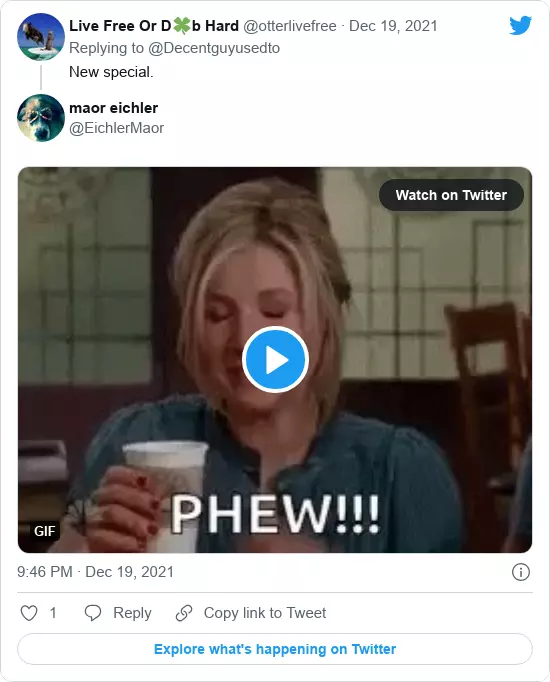 Live Free Or D🍀b Hard @otterlivefree · Dec 19, 2021
Replying to @Decentguyusedto
New special.
maor eichler
@EichlerMaor
Watch on Twitter
PHEW!!!
GIF
9:46 PM · Dec 19, 2021
1 Reply Copy link to Tweet
Explore what's happening on Twitter